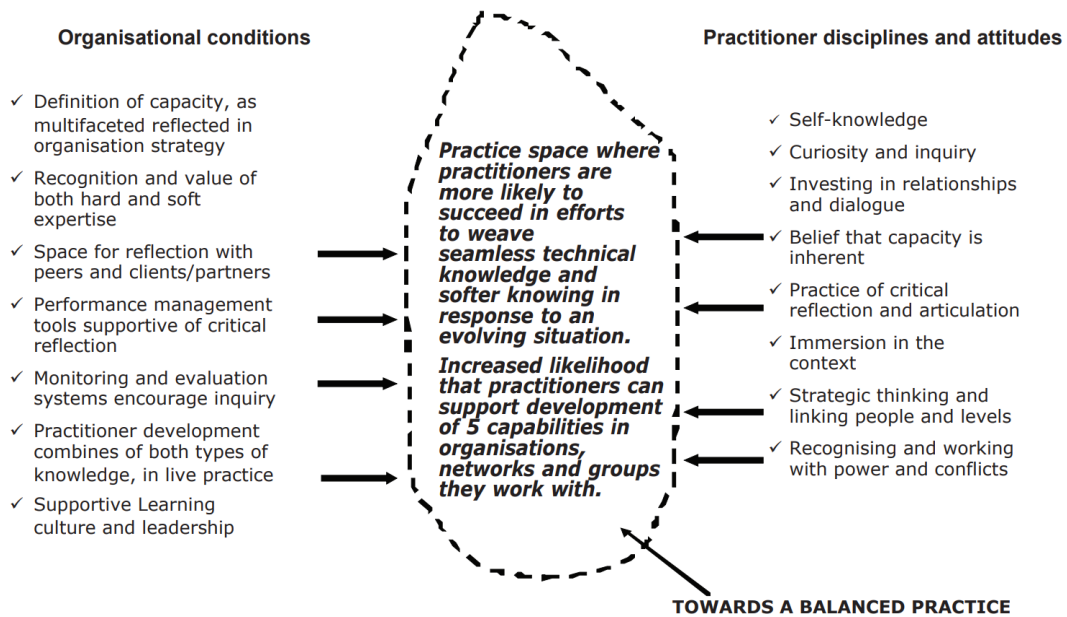 Organisational conditions
✓ Definition of capacity, as
multifaceted reflected in
organisation strategy
✓ Recognition and value of
both hard and soft
expertise
✓ Space for reflection with
peers and clients/partners
✓ Performance management
tools supportive of critical
reflection
✓ Monitoring and evaluation
systems encourage inquiry
✓ Practitioner development
combines of both types of
knowledge, in live practice
✓ Supportive Learning
culture and leadership
Practice space where
practitioners are
more likely to
succeed in efforts
to weave
seamless technical
knowledge and
softer knowing in
response to an
evolving situation.
Increased likelihood
that practitioners can
support development
of 5 capabilities in
organisations,
networks and groups
they work with.
Practitioner disciplines and attitudes
✓ Self-knowledge
✓ Curiosity and inquiry
✓ Investing in relationships
and dialogue
✓ Belief that capacity is
inherent
✓ Practice of critical
reflection and articulation
✓ Immersion in the
context
✓ Strategic thinking and
linking people and levels
✓ Recognising and working
with power and conflicts
TOWARDS A BALANCED PRACTICE